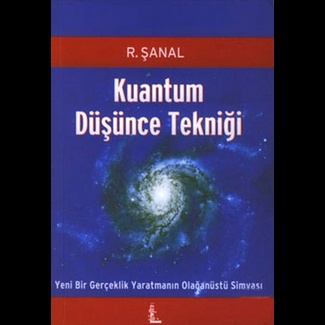 R. ŞANAL
Kuantum
Düşünce Tekniği
Yeni Bir Gerçeklik Yaratmanın Olağanüstü Simyası